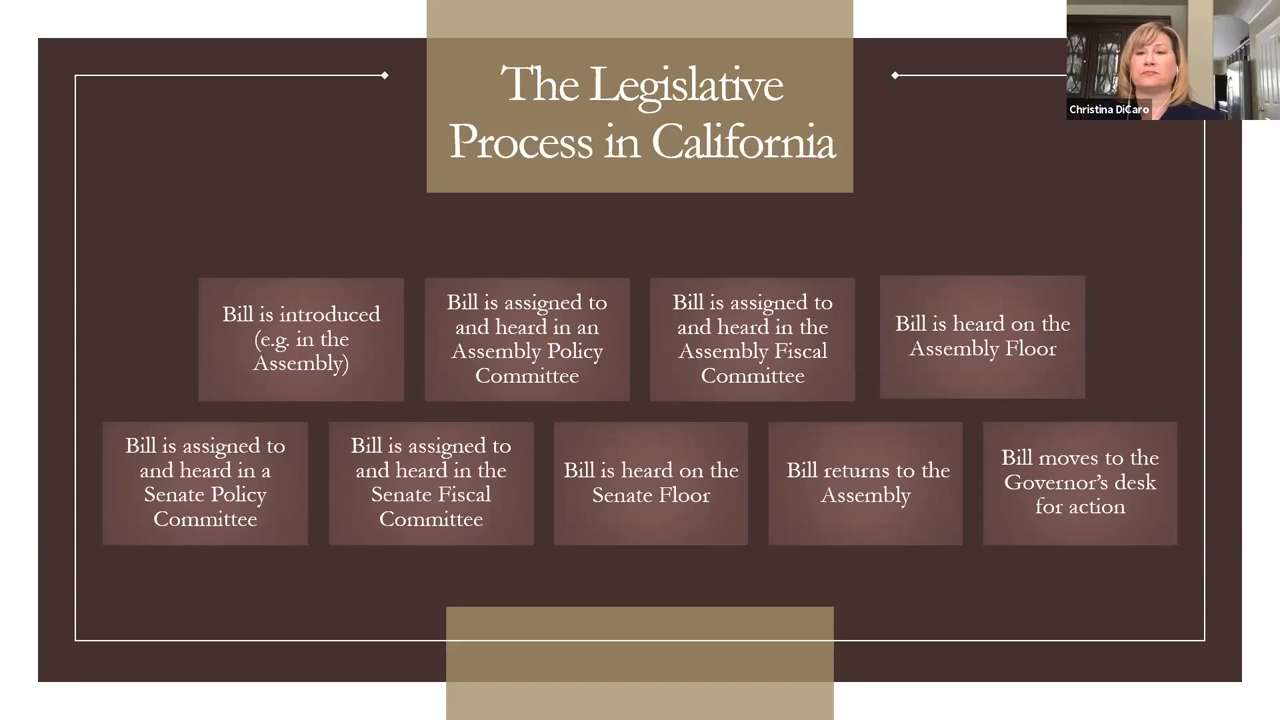 The Legislative
Process in California
Christina DiCaro
Bill is introduced
(e.g. in the
Assembly)
Bill is assigned to
and heard in an
Assembly Policy
Committee
Bill is assigned to
and heard in the
Assembly Fiscal
Committee
Bill is heard on the
Assembly Floor
Bill is assigned to
and heard in a
Senate Policy
Committee
Bill is assigned to
and heard in the
Senate Fiscal
Committee
Bill is heard on the
Senate Floor
Bill returns to the
Assembly
Bill moves to the
Governor’s desk
for action